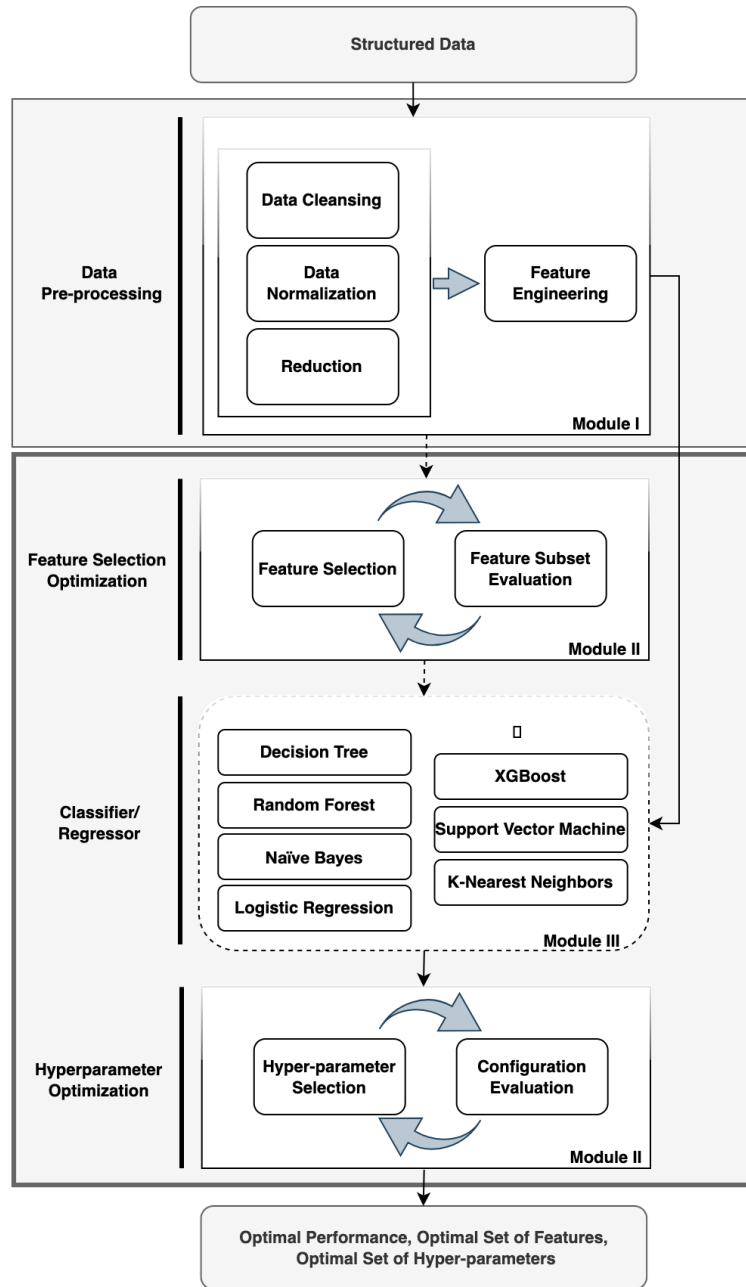 Structured Data
Data
Pre-processing
Data Cleansing
Data
Normalization
Reduction
Feature
Engineering
Module I
Feature Selection
Optimization
Feature Selection
Feature Subset
Evaluation
Module II
Classifier/
Regressor
Decision Tree
Random Forest
Naïve Bayes
Logistic Regression
XGBoost
Support Vector Machine
K-Nearest Neighbors
Module III
Hyperparameter
Optimization
Hyper-parameter
Selection
Configuration
Evaluation
Module II
Optimal Performance, Optimal Set of Features,
Optimal Set of Hyper-parameters